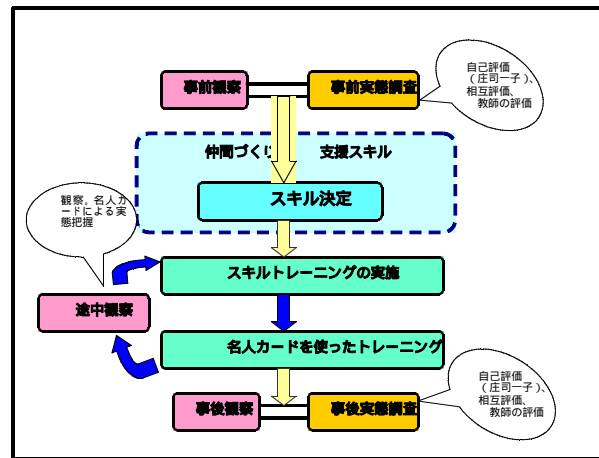 事前観察
事前実態調査
自己評価
(庄司一子)、
相互評価、
教師の評価
仲間づくり
支援スキル
スキル決定
観察。名人カ
ードによる実
態把握
スキルトレーニングの実施
途中観察
名人カードを使ったトレーニング
事後観察
事後実態調査
自己評価
(庄司一子)、
相互評価、
教師の評価